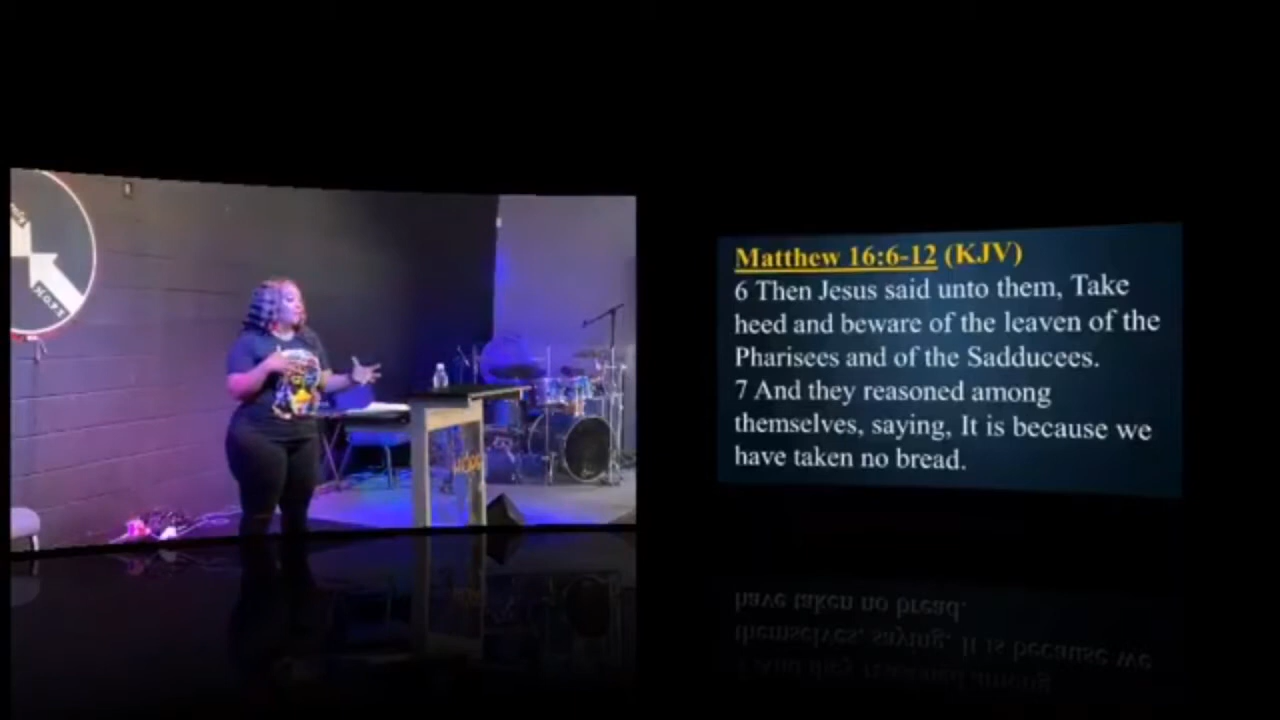 H.O.P.E
Matthew 16:6-12 (KJV)
6 Then Jesus said unto them, Take
heed and beware of the leaven of the
Pharisees and of the Sadducees.
7 And they reasoned among
themselves, saying, It is because we
have taken no bread.